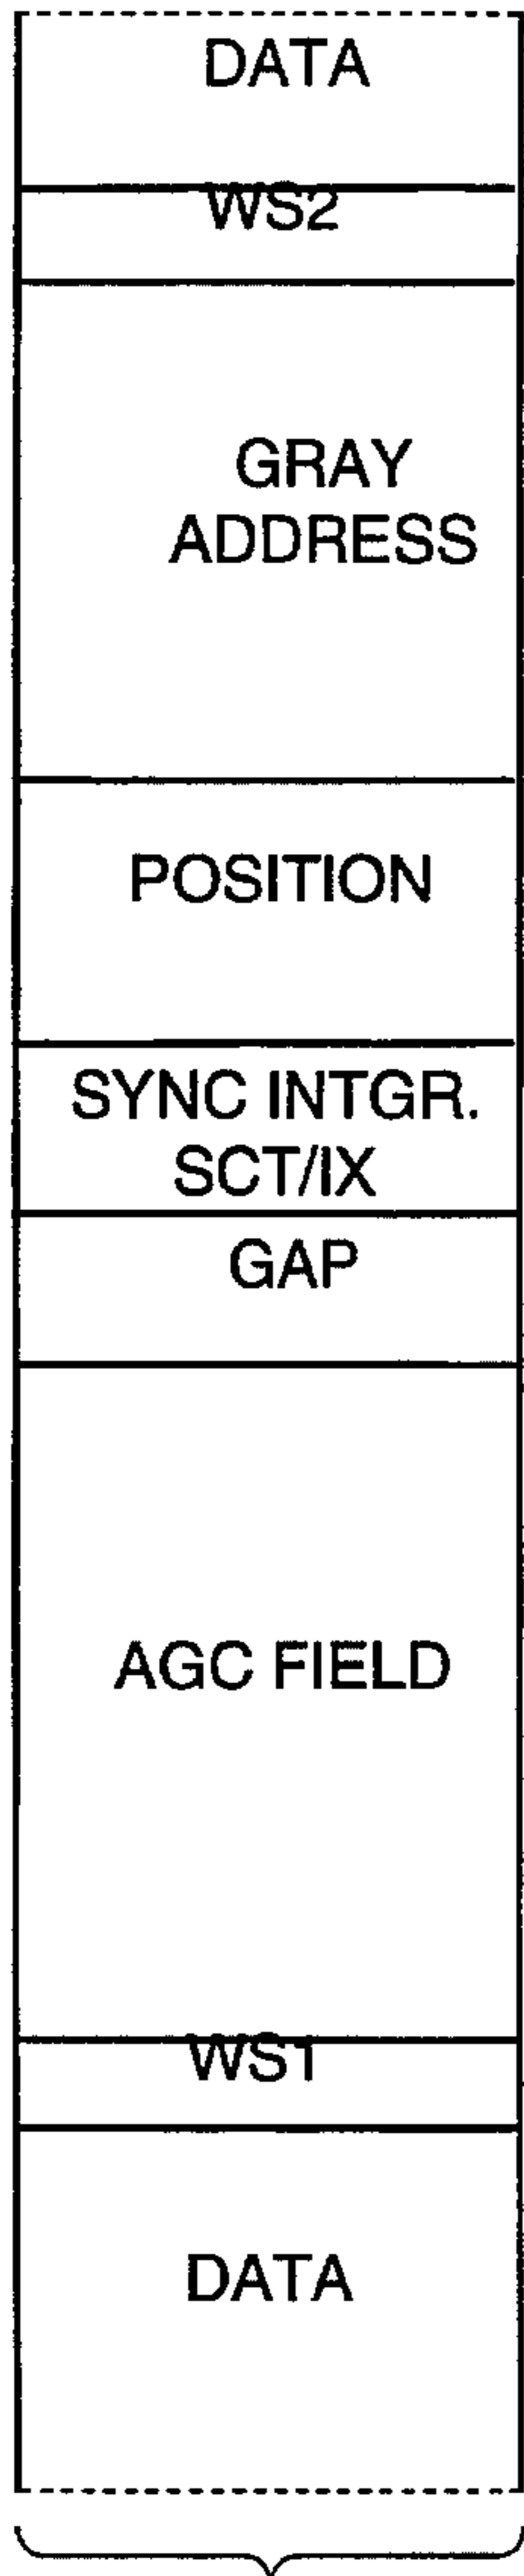 DATA
WS2
GRAY
ADDRESS
POSITION
SYNC INTGR.
SCT/IX
GAP
AGC FIELD
WS1
DATA